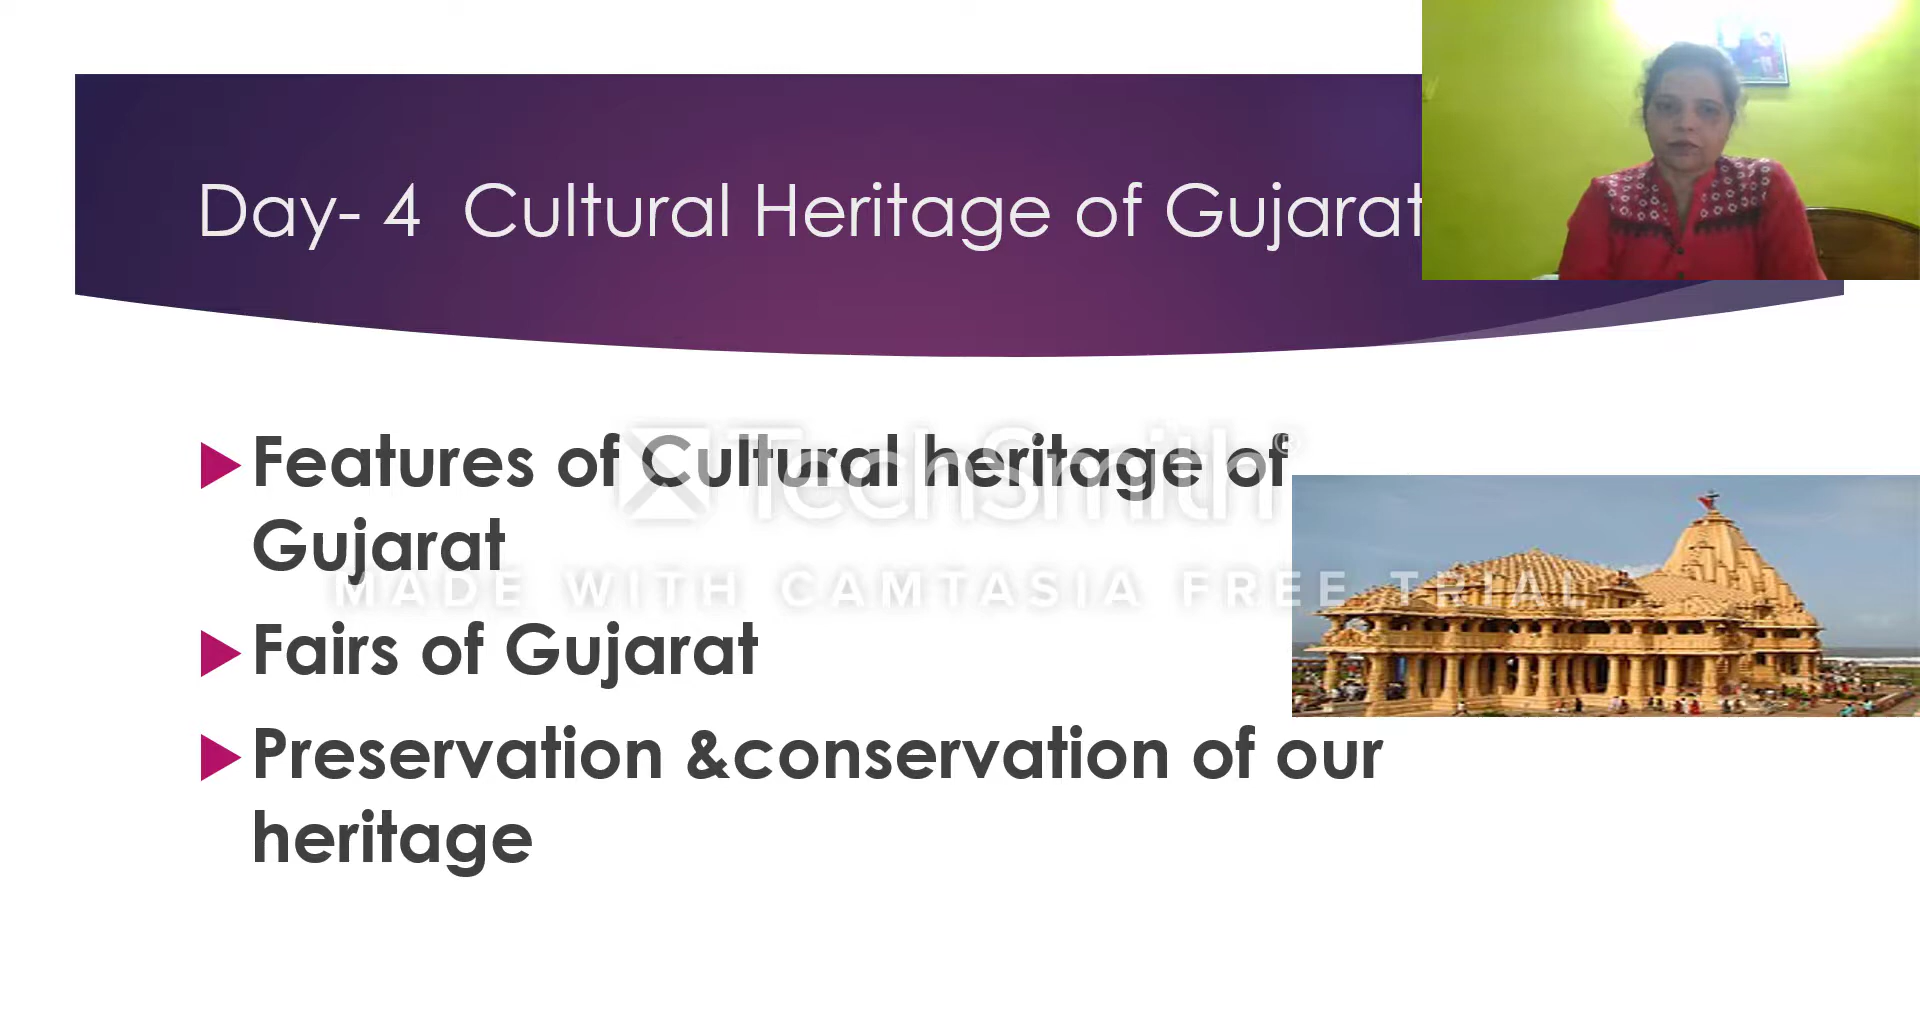 Day- 4 Cultural Heritage of Gujarat
Features of Cultural heritage of
Gujarat
TechSmith®
MADE WITH CAMTASIA FREE TRIAL
Fairs of Gujarat
Preservation &conservation of our
heritage